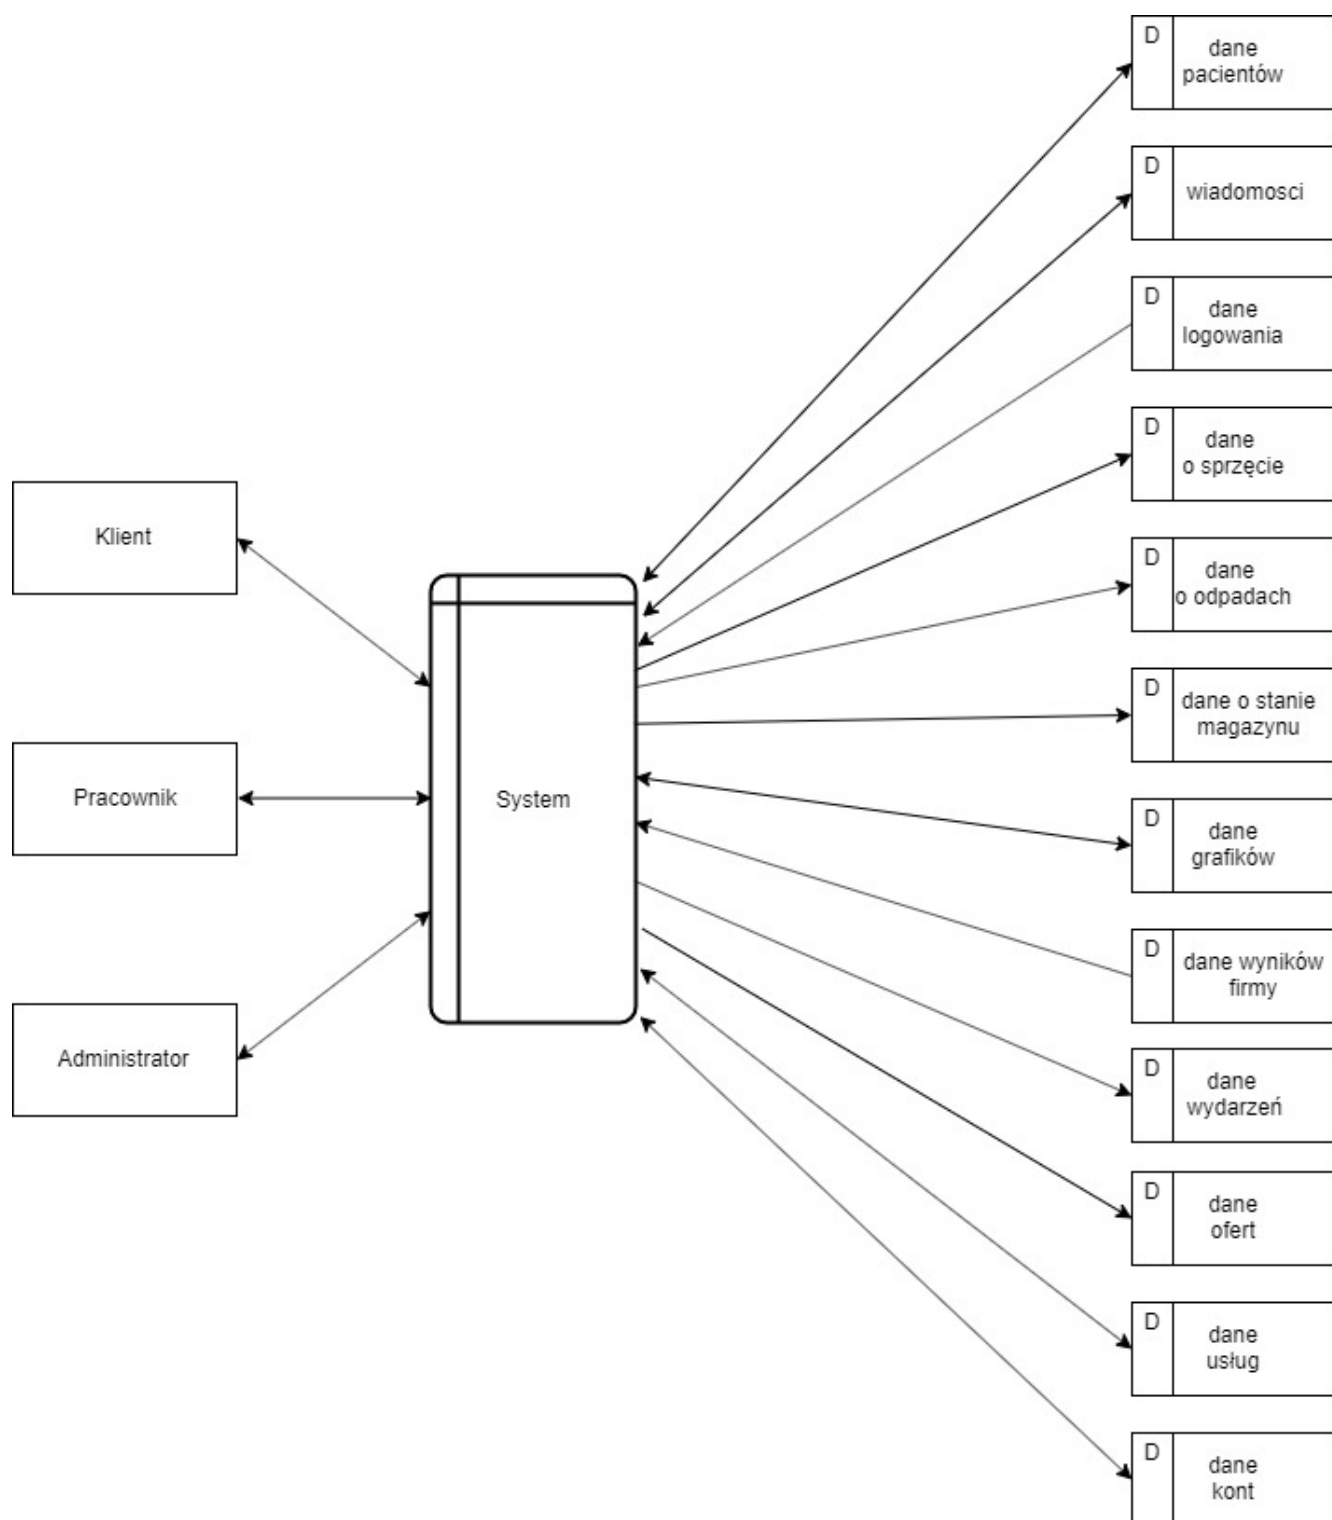 D
dane
pacientów
D
wiadomosci
D
dane
logowania
D
dane
o sprzęcie
Klient
D
dane
o odpadach
D
dane o stanie
magazynu
Pracownik
System
D
dane
grafików
D
dane wyników
firmy
Administrator
D
dane
wydarzeń
D
dane
ofert
D
dane
usług
D
dane
kont